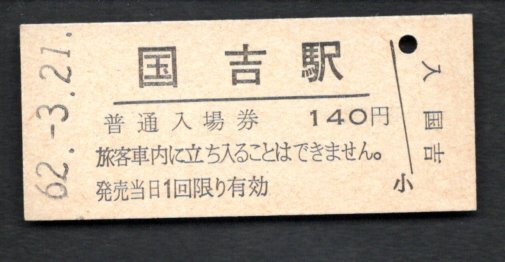 62.-3.21.
国吉駅
普通入場券 140円
旅客車内に立ち入ることはできません。
発売当日1回限り有効
入 国吉
小